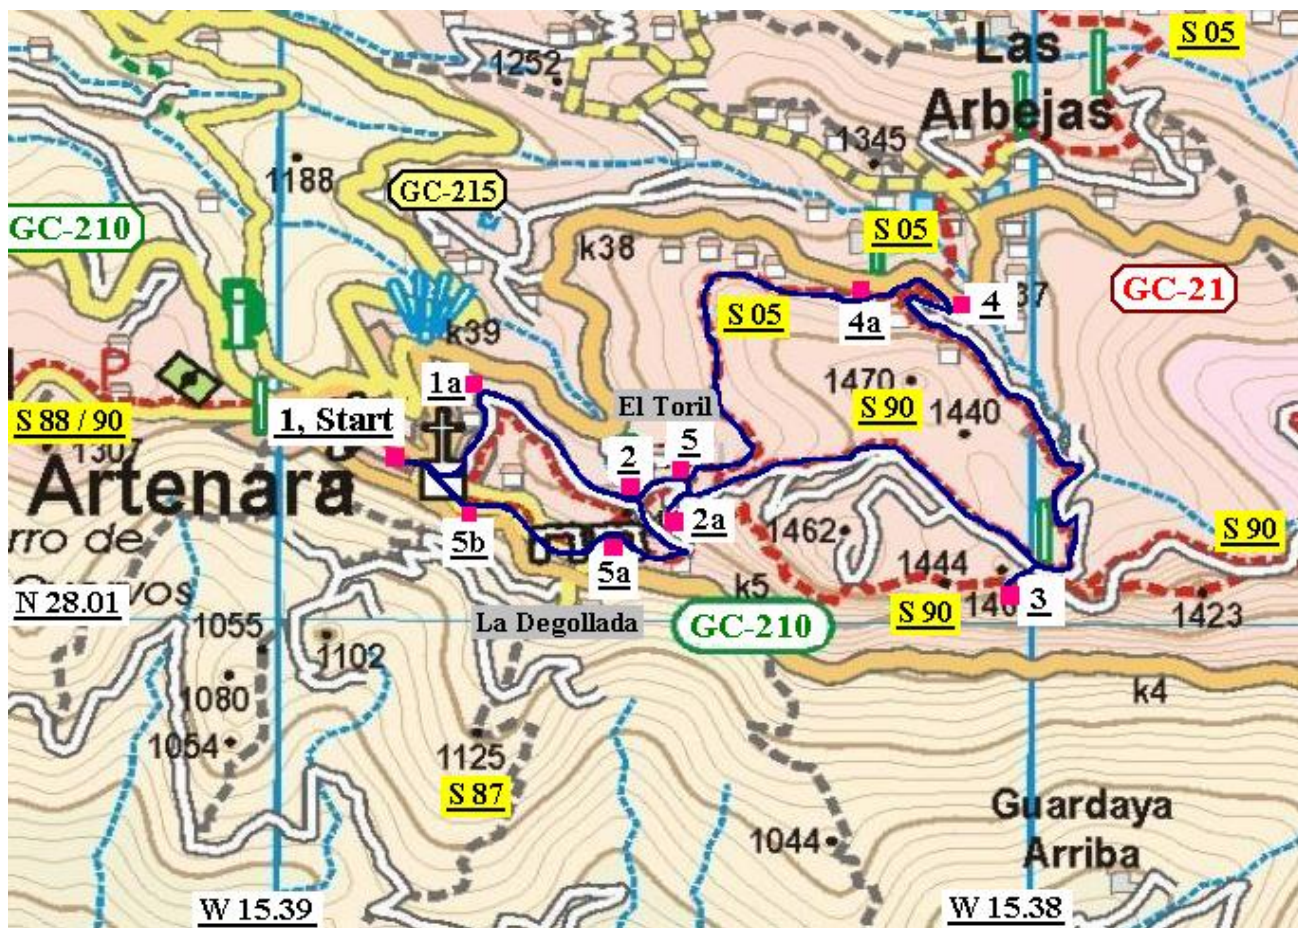 S 05
Las
1252
Arbejas
1345
1188
GC-215
GC-210
S 05
k38
GC-21
4
37
S 05
4a
k39
P
1a
1470
El Toril
S 90
1440
S 88 / 90
1, Start
1307
5
2
Artenara
2a
1462
S 90
5b
rro de
5a
1444
k5
N 28.01
3
S 90
1423
La Degollada
GC-210
1055
1102
1080
k4
1054
1125
S 87
Guardaya
1044
Arriba
W 15.39
W 15.38